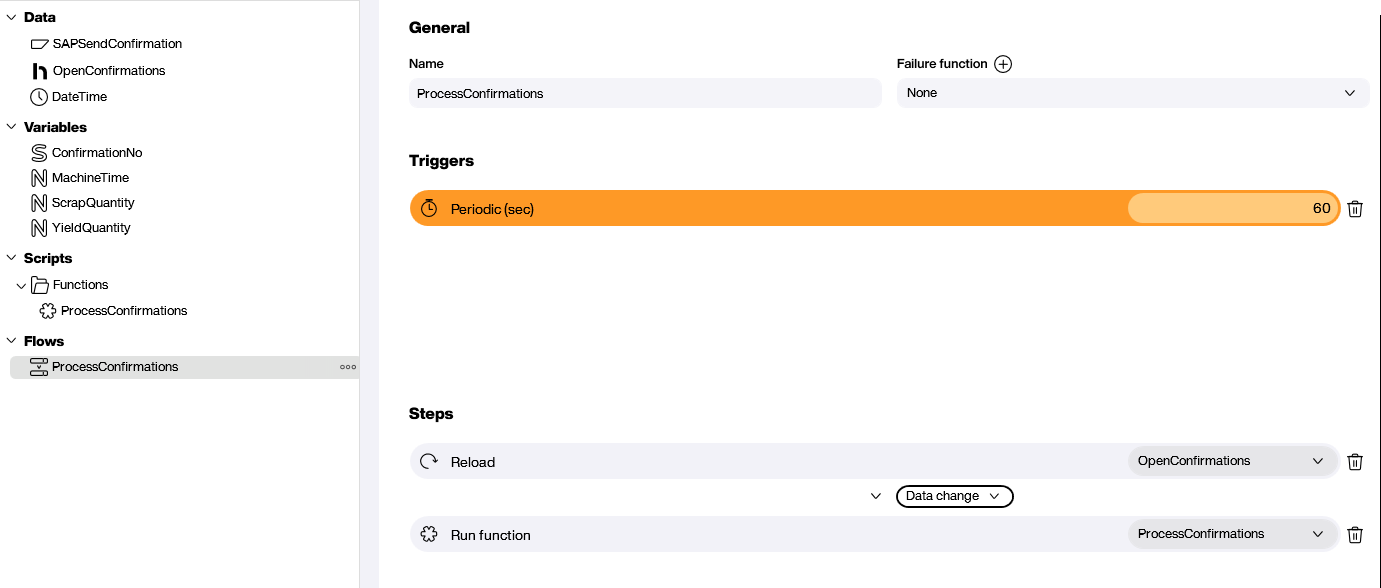 Data
SAPSendConfirmation
OpenConfirmations
DateTime
Variables
ConfirmationNo
MachineTime
ScrapQuantity
YieldQuantity
Scripts
Functions
ProcessConfirmations
Flows
ProcessConfirmations
General
Name
Failure function
ProcessConfirmations
None
Triggers
Periodic (sec)
60
Steps
Reload
OpenConfirmations
Data change
Run function
ProcessConfirmations